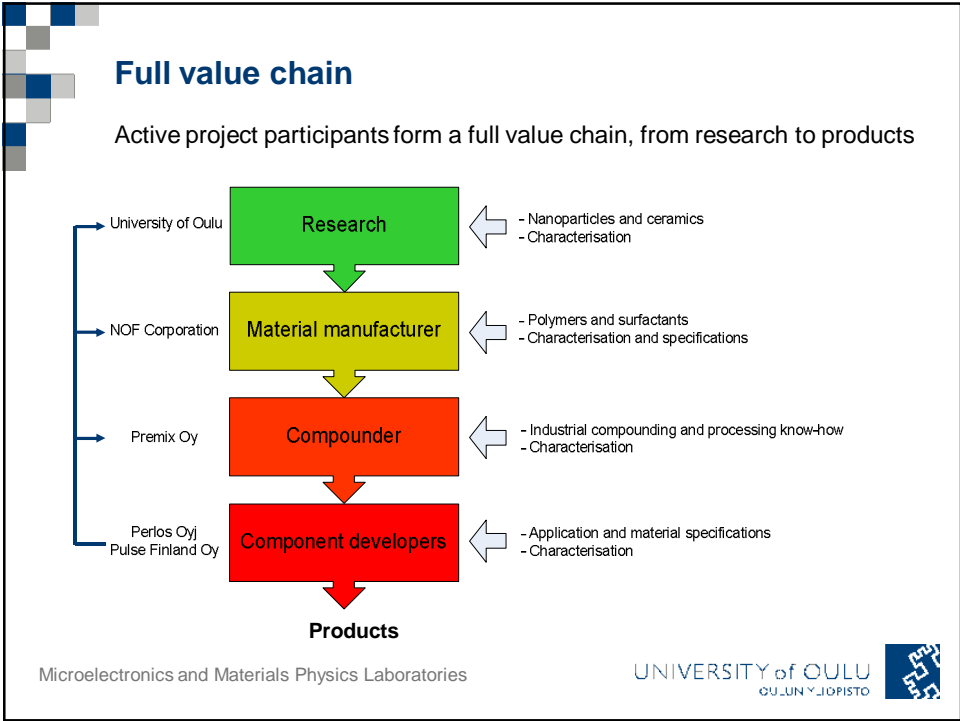 Full value chain
Active project participants form a full value chain, from research to products
University of Oulu
Research
- Nanoparticles and ceramics
- Characterisation
NOF Corporation
Material manufacturer
- Polymers and surfactants
- Characterisation and specifications
Premix Oy
Compounder
- Industrial compounding and processing know-how
- Characterisation
Perlos Oyj
Pulse Finland Oy
Component developers
- Application and material specifications
- Characterisation
Products
Microelectronics and Materials Physics Laboratories
UNIVERSITY of OULU
OULUN YLIOPISTO